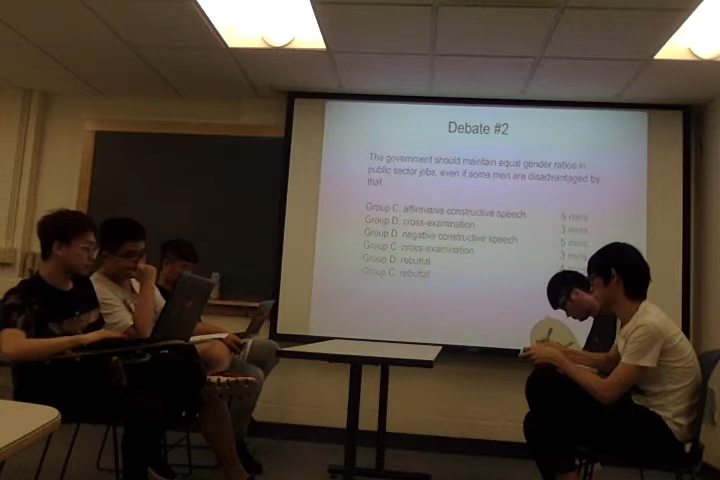 Debate #2
The government should maintain equal gender ratios in
public sector jobs, even if some men are disadvantaged by
that.
Group C: affirmative constructive speech 5 mins
Group D: cross-examination 3 mins
Group D: negative constructive speech 5 mins
Group C: cross-examination 3 mins
Group D: rebuttal
Group C: rebuttal